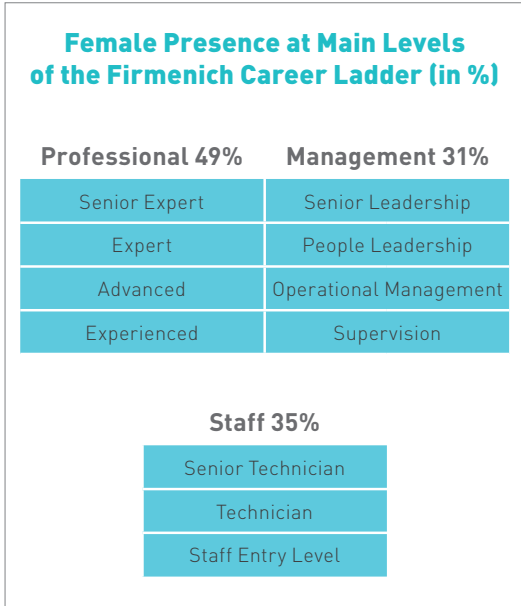 Female Presence at Main Levels
of the Firmenich Career Ladder (in %)
Professional 49% Management 31%
Senior Expert Senior Leadership
Expert People Leadership
Advanced Operational Management
Experienced Supervision
Staff 35%
Senior Technician
Technician
Staff Entry Level